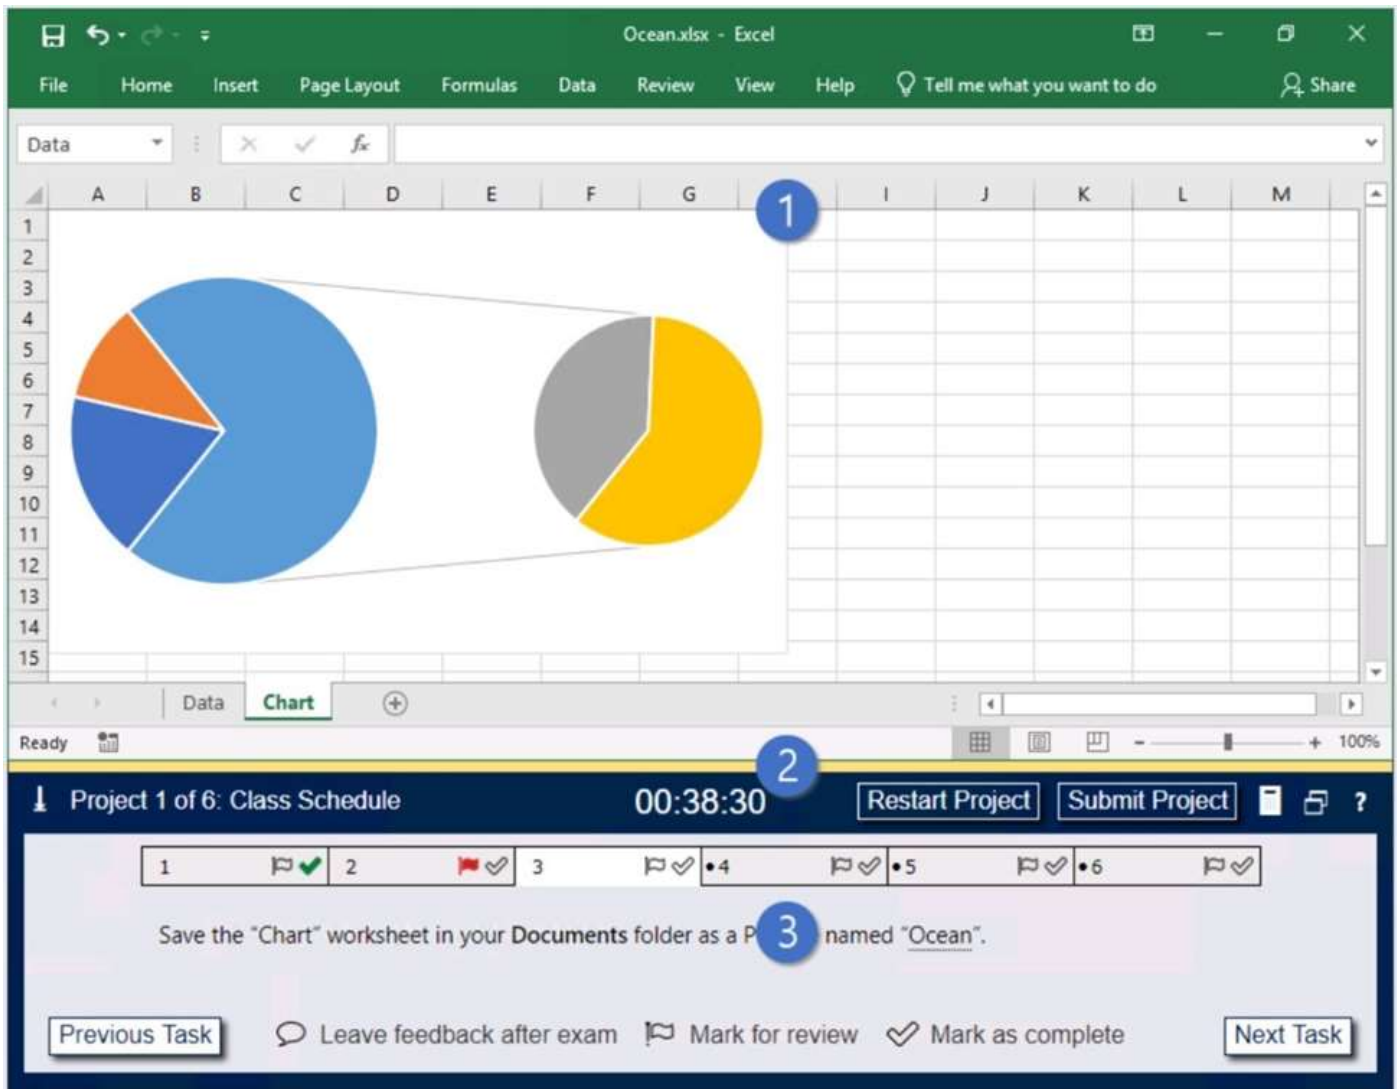 Ocean.xlsx - Excel
File Home Insert Page Layout Formulas Data Review View Help Tell me what you want to do Share
Data fx
A B C D E F G I J K L M
1
1
2
3
4
5
6
7
8
9
10
11
12
13
14
15
Data Chart
Ready 100%
2
Project 1 of 6: Class Schedule 00:38:30 Restart Project Submit Project ?
1 2 3 •4 •5 •6
Save the "Chart" worksheet in your Documents folder as a P 3 named "Ocean".
Previous Task Leave feedback after exam Mark for review Mark as complete Next Task